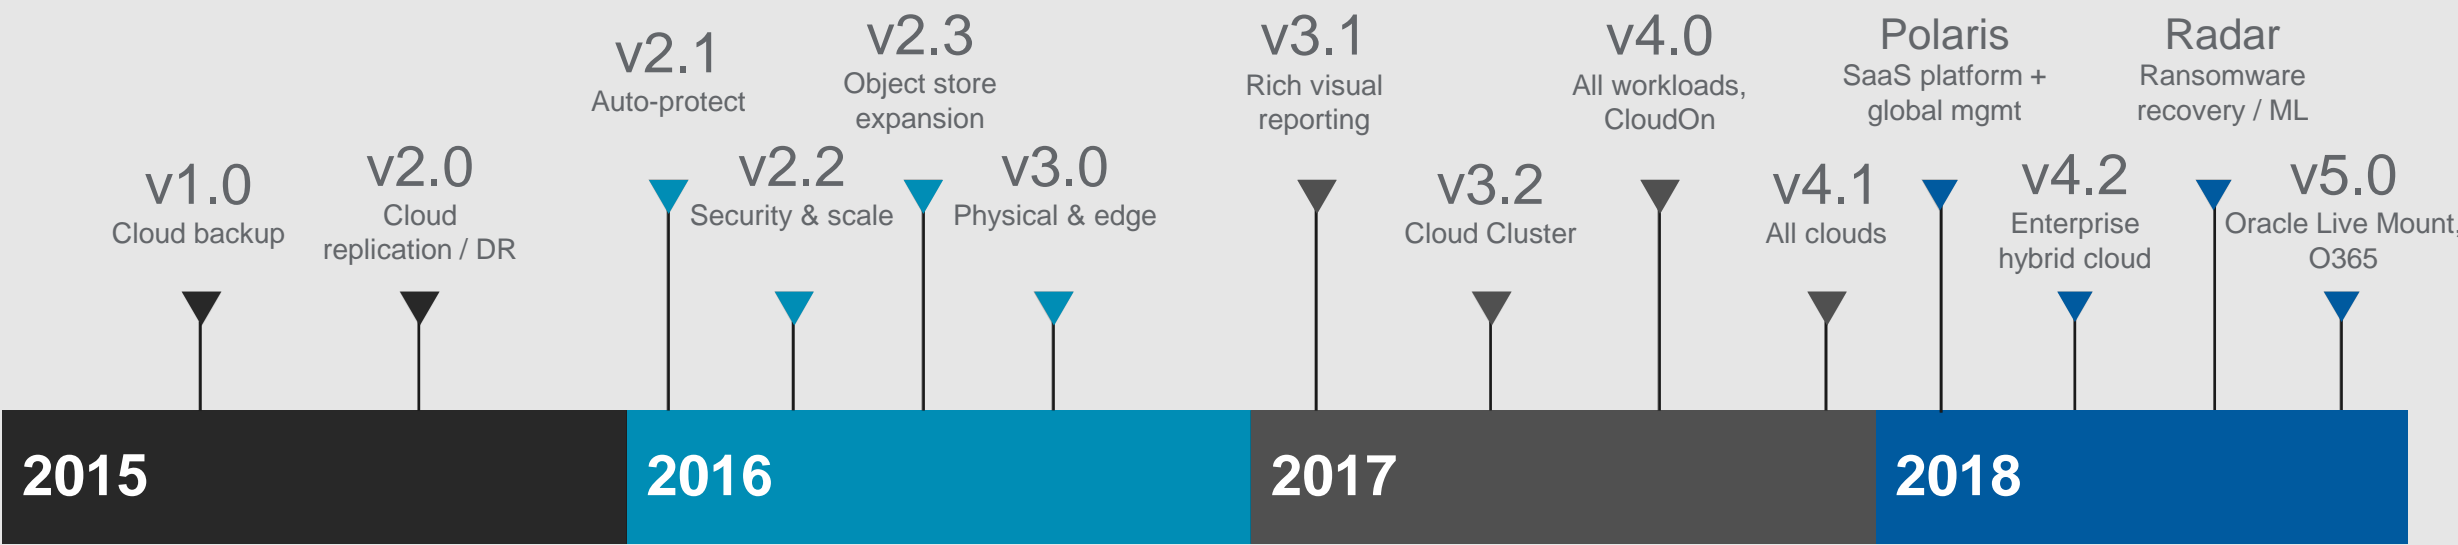 v1.0
Cloud backup
v2.0
Cloud
replication / DR
v2.1
Auto-protect
v2.2
Security & scale
v2.3
Object store
expansion
v3.0
Physical & edge
v3.1
Rich visual
reporting
v3.2
Cloud Cluster
v4.0
All workloads,
CloudOn
v4.1
All clouds
Polaris
SaaS platform +
global mgmt
v4.2
Enterprise
hybrid cloud
Radar
Ransomware
recovery / ML
v5.0
Oracle Live Mount,
O365
2015
2016
2017
2018